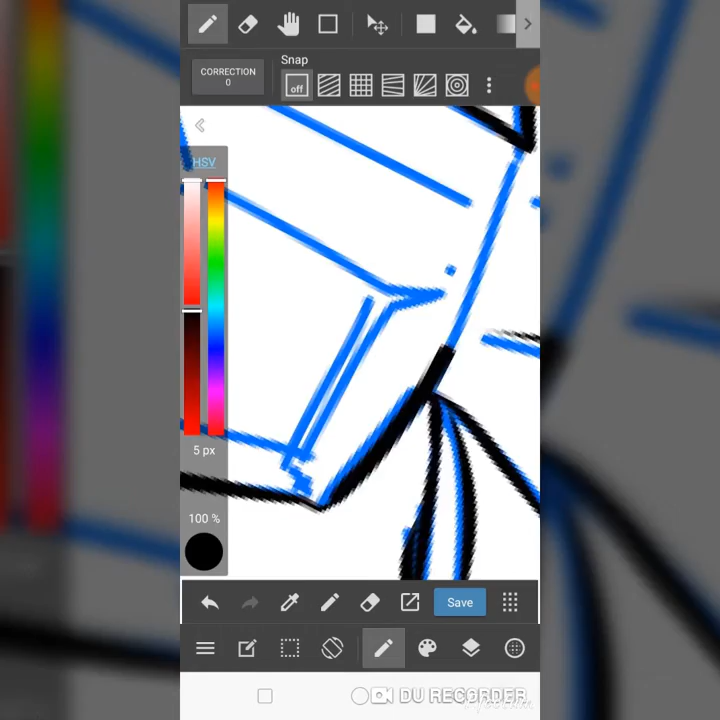 Snap
CORRECTION
0
off
HSV
5 px
100 %
Save
DU RECORDER